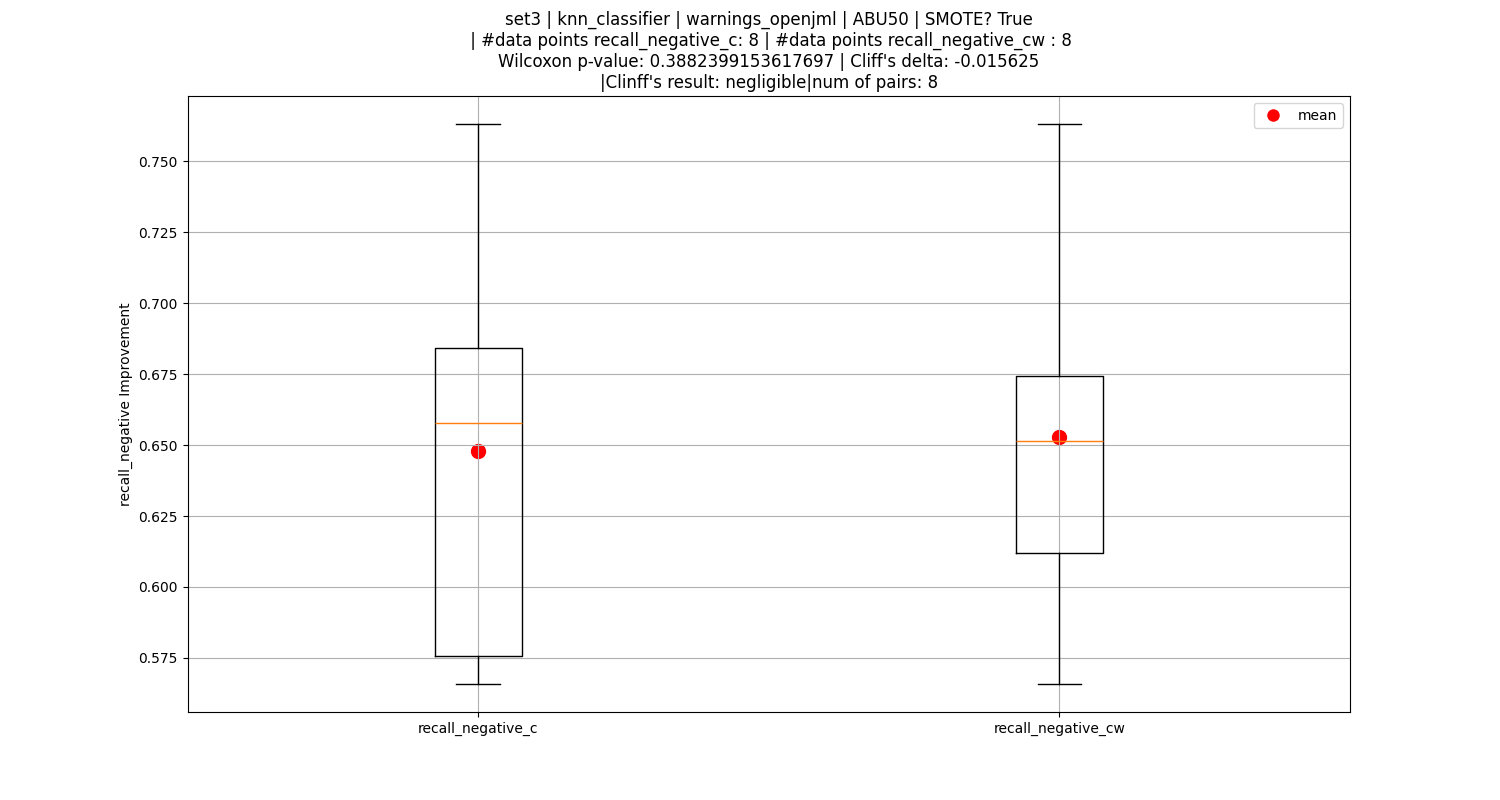 set3 | knn_classifier | warnings_openjml | ABU50 | SMOTE? True
| #data points recall_negative_c: 8 | #data points recall_negative_cw : 8
Wilcoxon p-value: 0.3882399153617697 | Cliff's delta: -0.015625
|Clinff's result: negligible|num of pairs: 8
mean
0.750
0.725
0.700
0.675
0.650
0.625
0.600
0.575
recall_negative Improvement
recall_negative_c
recall_negative_cw